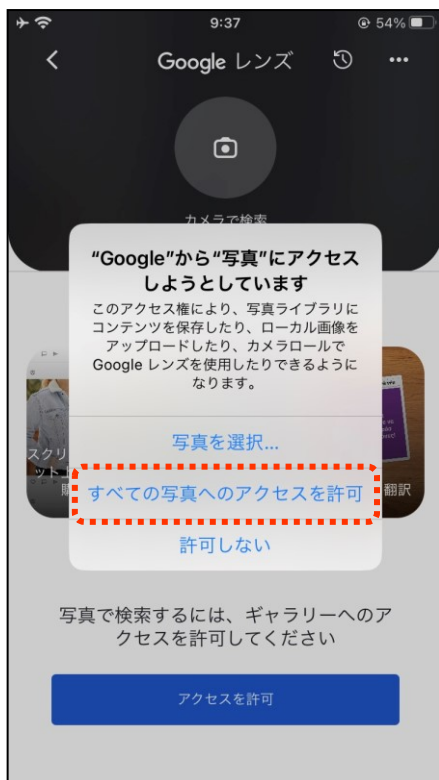 9:37
54%
Google レンズ
カメラで検索
“Google”から“写真”にアクセス
しようとしています
このアクセス権により、写真ライブラリに
コンテンツを保存したり、ローカル画像を
アップロードしたり、カメラロールで
Google レンズを使用したりできるように
なります。
写真を選択...
スクリ
ット
購
すべての写真へのアクセスを許可
翻訳
許可しない
写真で検索するには、ギャラリーへのア
クセスを許可してください
アクセスを許可